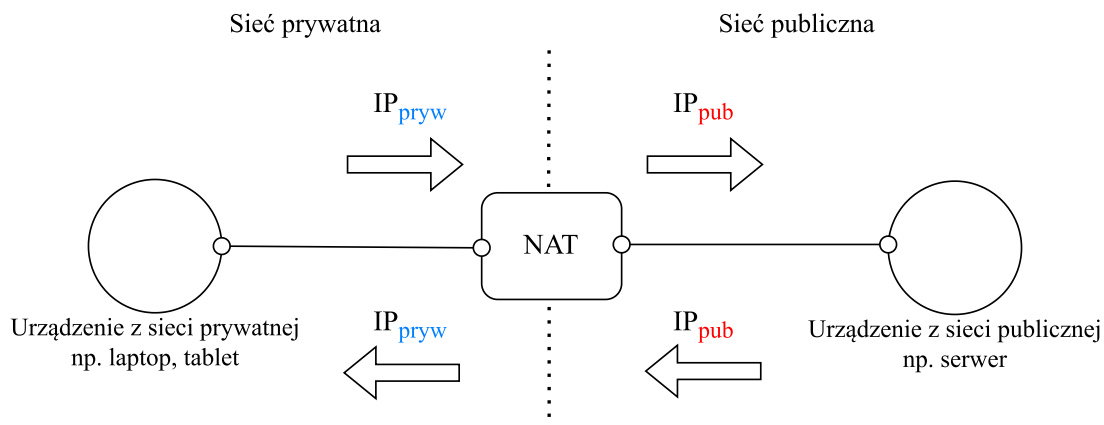 Sieć prywatna
Sieć publiczna
IPpryw
IPpub
NAT
Urządzenie z sieci prywatnej
np. laptop, tablet
IPpryw
IPpub
Urządzenie z sieci publicznej
np. serwer